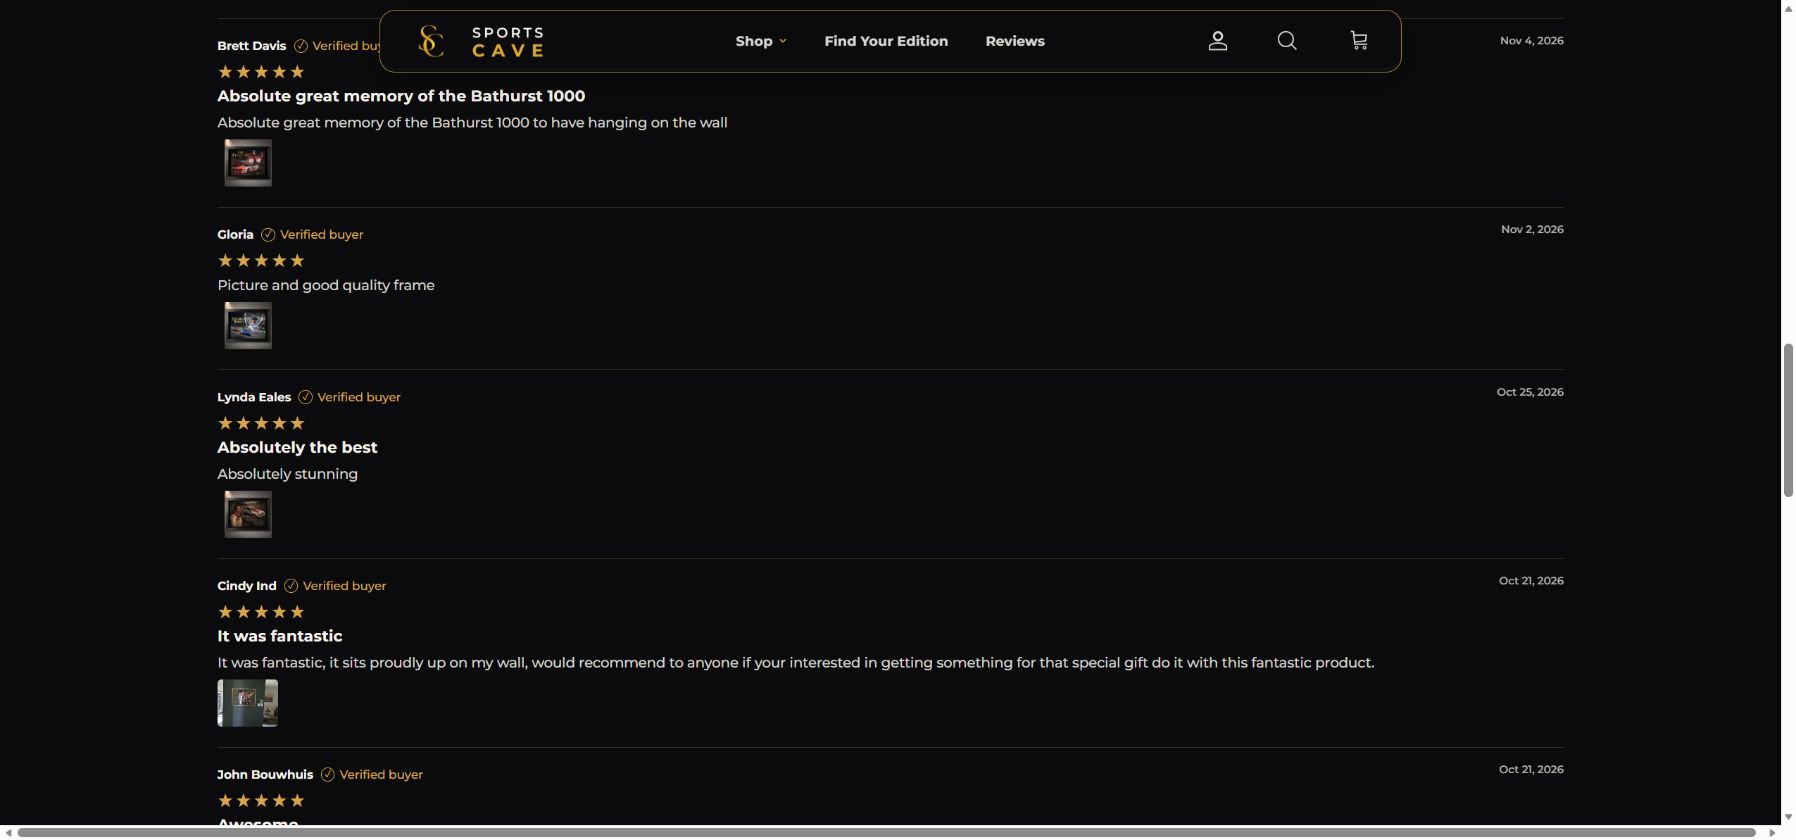 SPORTS
CAVE
Shop
Find Your Edition
Reviews
Brett Davis Verified buy
Nov 4, 2026
Absolute great memory of the Bathurst 1000
Absolute great memory of the Bathurst 1000 to have hanging on the wall
Gloria Verified buyer
Nov 2, 2026
Picture and good quality frame
Lynda Eales Verified buyer
Oct 25, 2026
Absolutely the best
Absolutely stunning
Cindy Ind Verified buyer
Oct 21, 2026
It was fantastic
It was fantastic, it sits proudly up on my wall, would recommend to anyone if your interested in getting something for that special gift do it with this fantastic product.
John Bouwhuis Verified buyer
Oct 21, 2026
Awesome